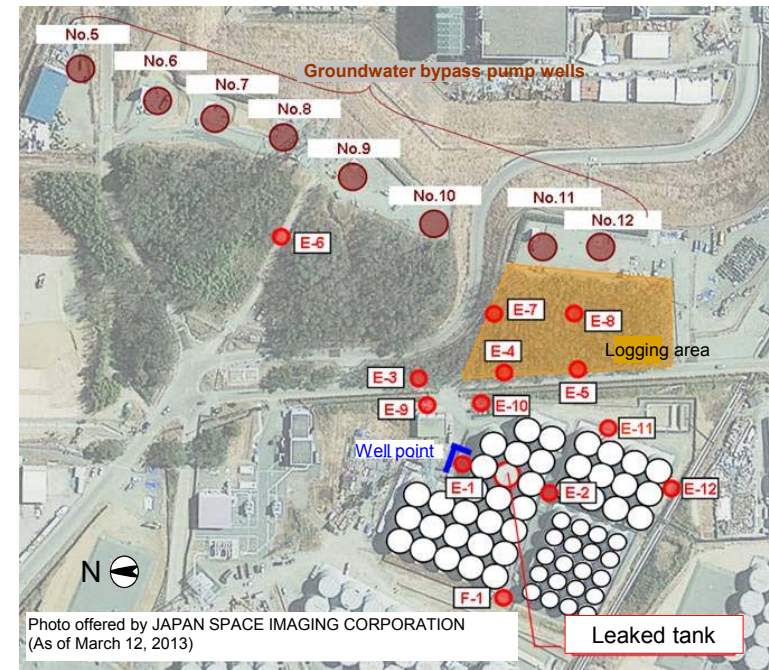 No.5
No.6
No.7
Groundwater bypass pump wells
No.8
No.9
No.10
No.11
No.12
E-6
E-7
E-8
Logging area
E-4
E-5
E-3
E-9
E-10
E-11
Well point
E-1
E-2
E-12
N
F-1
Photo offered by JAPAN SPACE IMAGING CORPORATION
(As of March 12, 2013)
Leaked tank